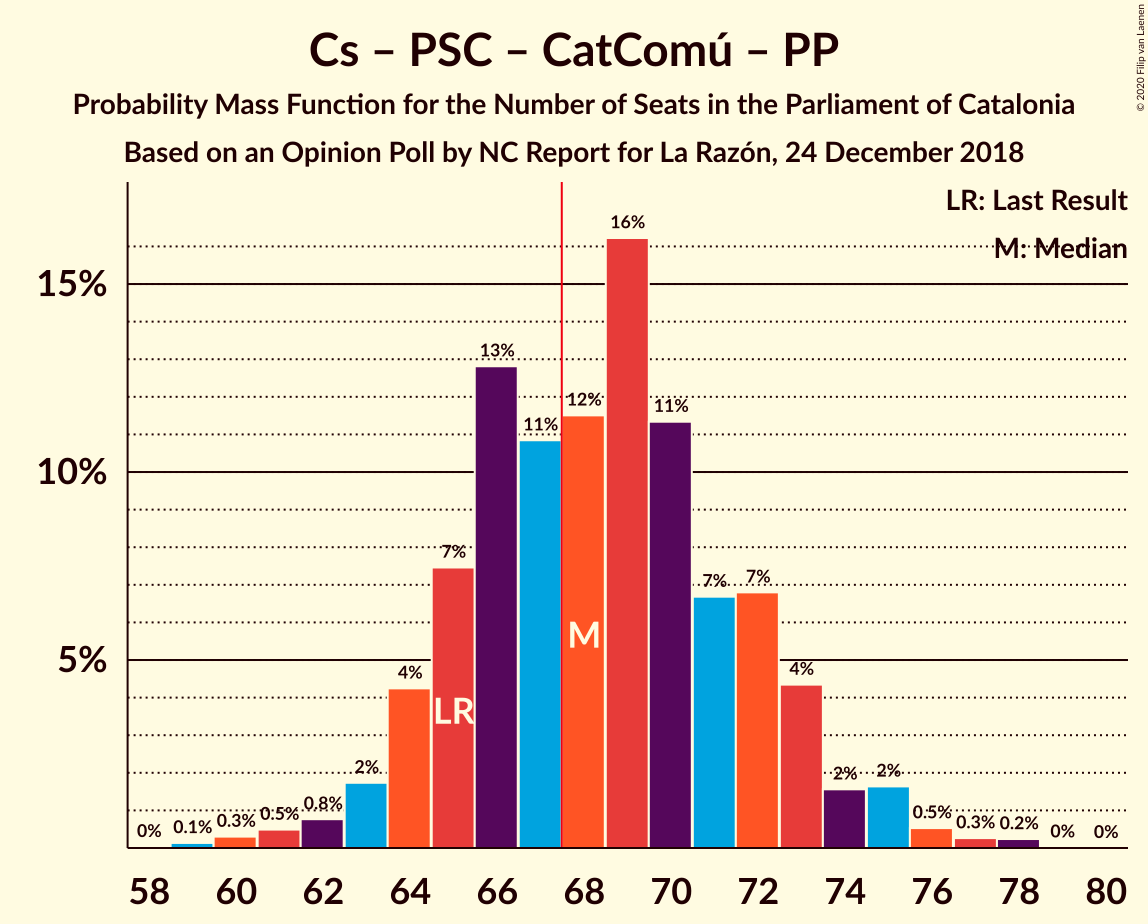 Cs – PSC – CatComú – PP
Probability Mass Function for the Number of Seats in the Parliament of Catalonia
Based on an Opinion Poll by NC Report for La Razón, 24 December 2018
© 2020 Filip van Laenen
LR: Last Result
M: Median
15%
10%
5%
0%
0.1%
0.3%
0.5%
0.8%
2%
4%
7%
13%
11%
12%
16%
11%
7%
7%
4%
2%
2%
0.5%
0.3%
0.2%
0%
0%
LR
M
58 60 62 64 66 68 70 72 74 76 78 80